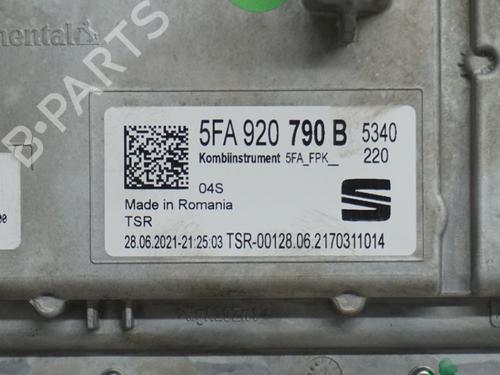 B-PARTS
5FA 920 790 B 5340
Kombiinstrument 5FA_FPK__ 220
04S
Made in Romania
TSR
28.06.2021-21:25:03 TSR-00128.06.2170311014